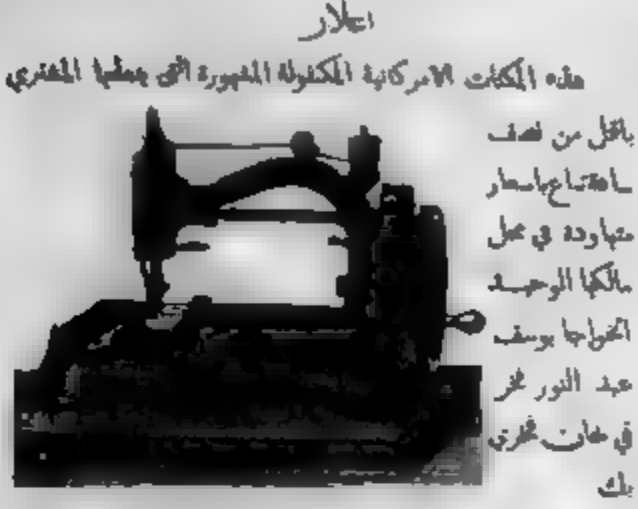 اعلان
هذه المكنات الامركانية المكفولة المشهورة التي يتعلمها المشتري
باقل من نصف
ساعة تباع باسعار
متهاودة في محل
مالكها الوحيد
الخواجا يوسف
عبد النور فخر
في خان فخري
بك